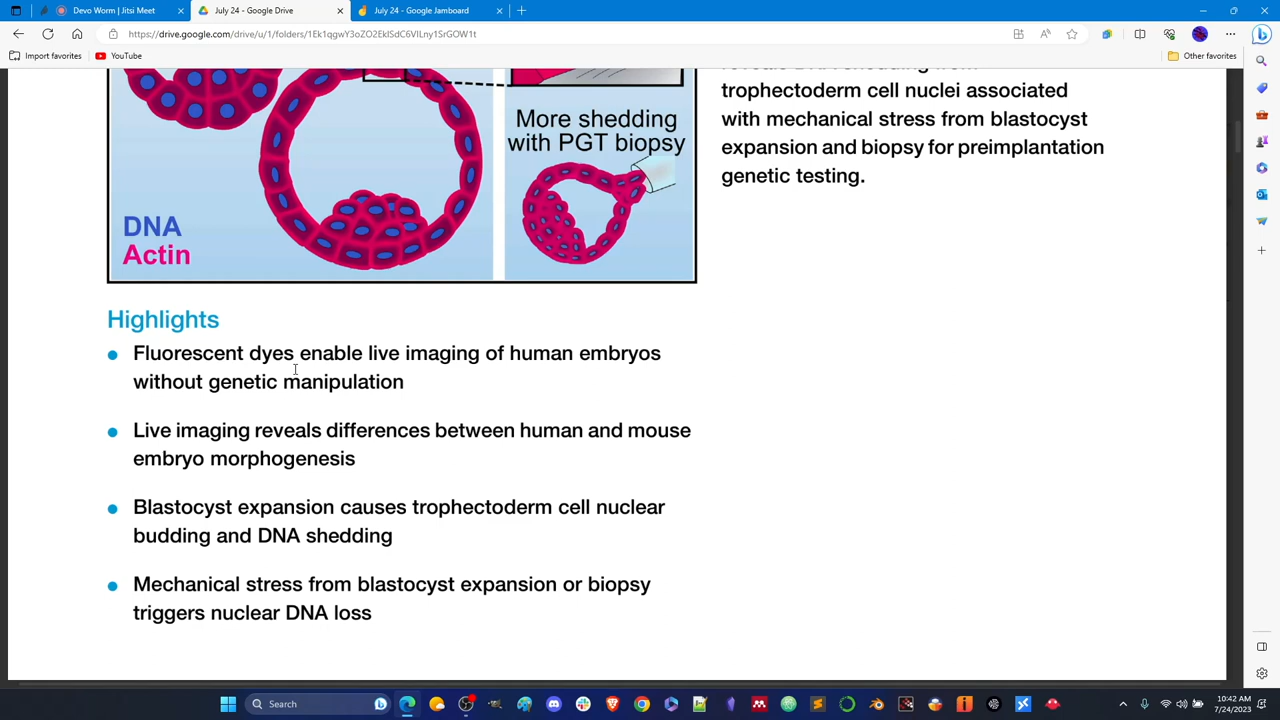 Devo Worm | Jitsi Meet
July 24 - Google Drive
July 24 - Google Jamboard
https://drive.google.com/drive/u/1/folders/1Ek1qgwY3oZO2EklSdC6VILny1SrGOW1t
Import favorites
YouTube
Other favorites
trophectoderm cell nuclei associated
with mechanical stress from blastocyst
expansion and biopsy for preimplantation
genetic testing.
More shedding
with PGT biopsy
DNA
Actin
Highlights
Fluorescent dyes enable live imaging of human embryos
without genetic manipulation
Live imaging reveals differences between human and mouse
embryo morphogenesis
Blastocyst expansion causes trophectoderm cell nuclear
budding and DNA shedding
Mechanical stress from blastocyst expansion or biopsy
triggers nuclear DNA loss
Search
10:42 AM
7/24/2023